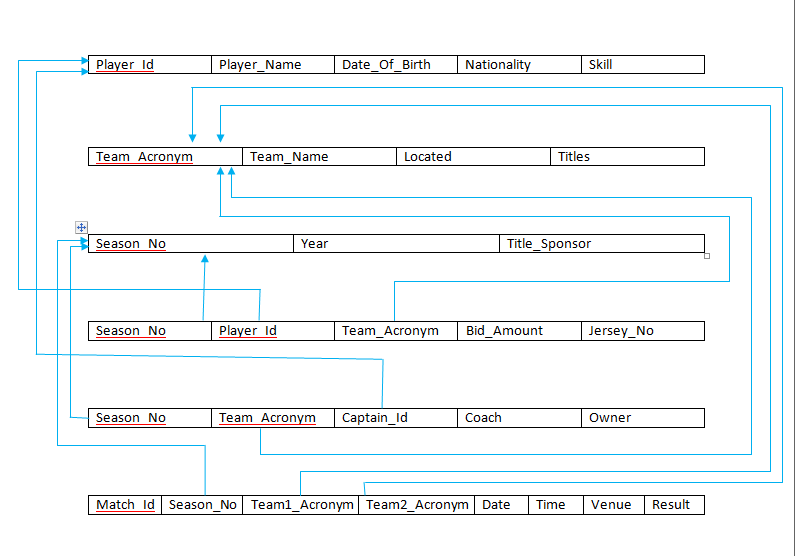 Player_Id Player_Name Date_Of_Birth Nationality Skill
Team_Acronym Team_Name Located Titles
Season_No Year Title_Sponsor
Season_No Player_Id Team_Acronym Bid_Amount Jersey_No
Season_No Team_Acronym Captain_Id Coach Owner
Match_Id Season_No Team1_Acronym Team2_Acronym Date Time Venue Result